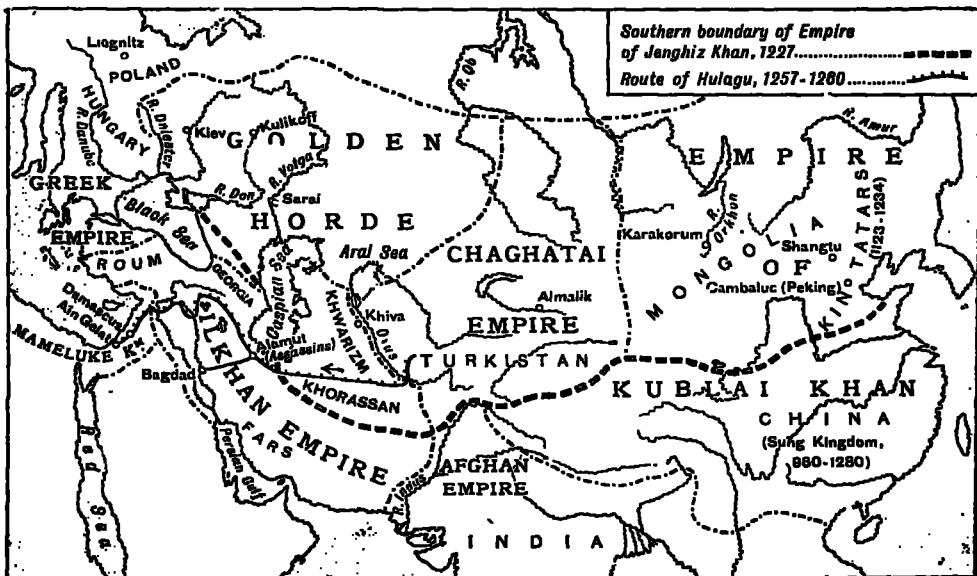 Southern boundary of Empire
of Jenghiz Khan, 1227
Route of Hulagu, 1257-1260
Liegnitz
POLAND
HUNGARY
R. Danube
R. Dnieper
Kiev
Kulikoff
GOLDEN
HORDE
R. Don
R. Volga
Sarai
R. Ob
GREEK
EMPIRE
Black Sea
ROUM
GEORGIA
Caspian Sea
Aral Sea
KHWARIZM
Khiva
Oxus
CHAGHATAI
EMPIRE
Almalik
TURKISTAN
EMPIRE
OF
KUBLAI KHAN
R. Amur
R. Orkhun
Karakorum
MONGOLIA
Shangtu
Cambaluc (Peking)
KIN TATARS
(1123-1234)
CHINA
(Sung Kingdom,
960-1280)
Damascus
Ain Galat
MAMELUKE
Bagdad
Alamut
(Assassins)
KHORASSAN
ILKHAN EMPIRE
FARS
Persian Gulf
Red Sea
AFGHAN
EMPIRE
R. Indus
INDIA